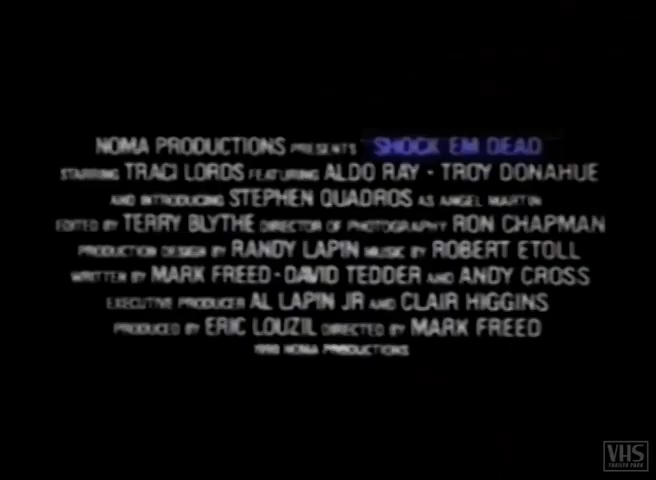 NOMA PRODUCTIONS PRESENTS SHOCK EM DEAD
STARRING TRACI LORDS FEATURING ALDO RAY - TROY DONAHUE
AND INTRODUCING STEPHEN QUADROS AS ANGEL MARTIN
EDITED BY TERRY BLYTHE DIRECTOR OF PHOTOGRAPHY RON CHAPMAN
PRODUCTION DESIGN BY RANDY LAPIN MUSIC BY ROBERT ETOLL
WRITTEN BY MARK FREED - DAVID TEDDER AND ANDY CROSS
EXECUTIVE PRODUCER AL LAPIN JR AND CLAIR HIGGINS
PRODUCED BY ERIC LOUZIL DIRECTED BY MARK FREED
1990 NOMA PRODUCTIONS
VHS
TRAILER PARK